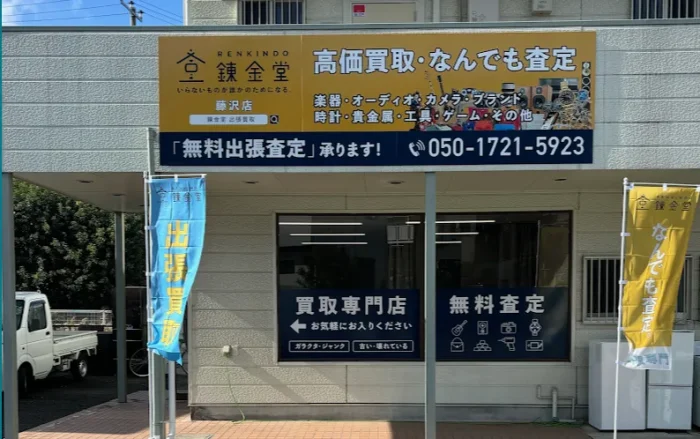 RENKINDO
錬金堂
いらないものが誰かのためになる。
藤沢店
錬金堂 出張買取
高価買取・なんでも査定
楽器・オーディオ・カメラ・ブランド
時計・貴金属・工具・ゲーム・その他
「無料出張査定」承ります!
050-1721-5923
錬金堂
出張買取
買取専門店
お気軽にお入りください
ガラクタ・ジャンク
古い・壊れている
無料査定
錬金堂
なんでも査定